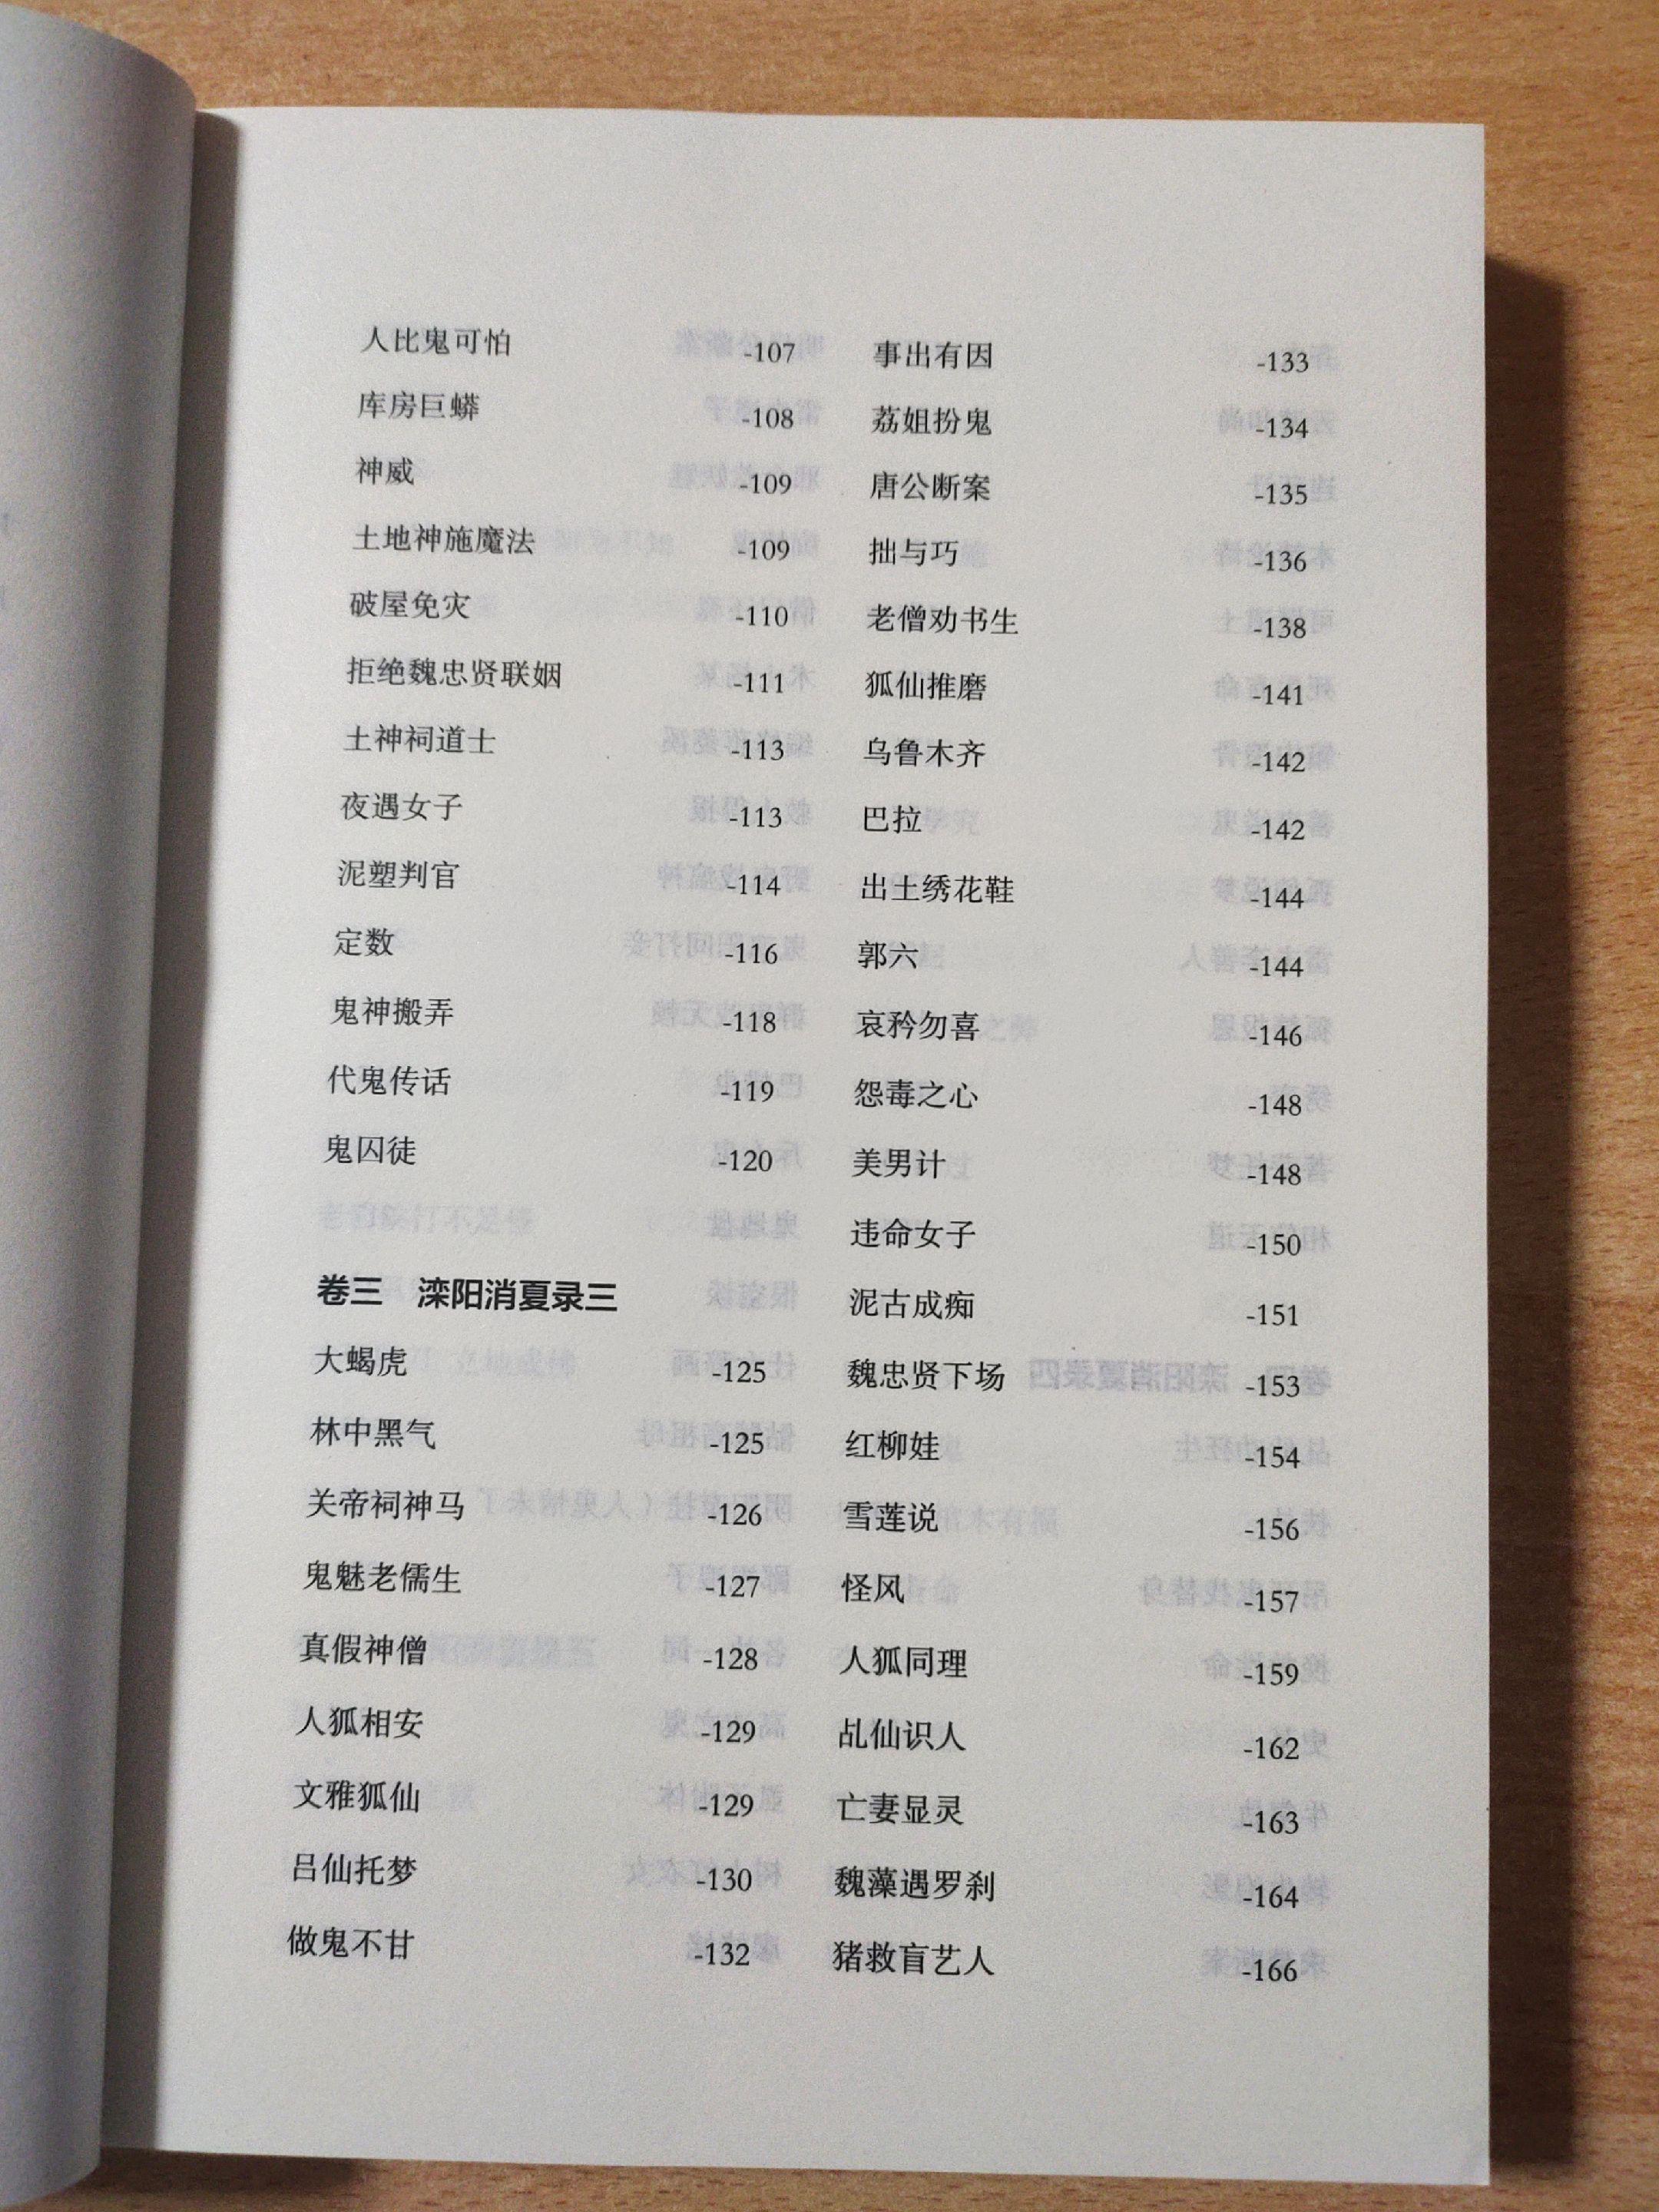 人比鬼可怕 -107
库房巨蟒 -108
神威 -109
土地神施魔法 -109
破屋免灾 -110
拒绝魏忠贤联姻 -111
土神祠道士 -113
夜遇女子 -113
泥塑判官 -114
定数 -116
鬼神搬弄 -118
代鬼传话 -119
鬼囚徒 -120
卷三 滦阳消夏录三
大蝎虎 -125
林中黑气 -125
关帝祠神马 -126
鬼魅老儒生 -127
真假神僧 -128
人狐相安 -129
文雅狐仙 -129
吕仙托梦 -130
做鬼不甘 -132
事出有因 -133
荔姐扮鬼 -134
唐公断案 -135
拙与巧 -136
老僧劝书生 -138
狐仙推磨 -141
乌鲁木齐 -142
巴拉 -142
出土绣花鞋 -144
郭六 -144
哀矜勿喜 -146
怨毒之心 -148
美男计 -148
违命女子 -150
泥古成痴 -151
魏忠贤下场 -153
红柳娃 -154
雪莲说 -156
怪风 -157
人狐同理 -159
乩仙识人 -162
亡妻显灵 -163
魏藻遇罗刹 -164
猪救盲艺人 -166